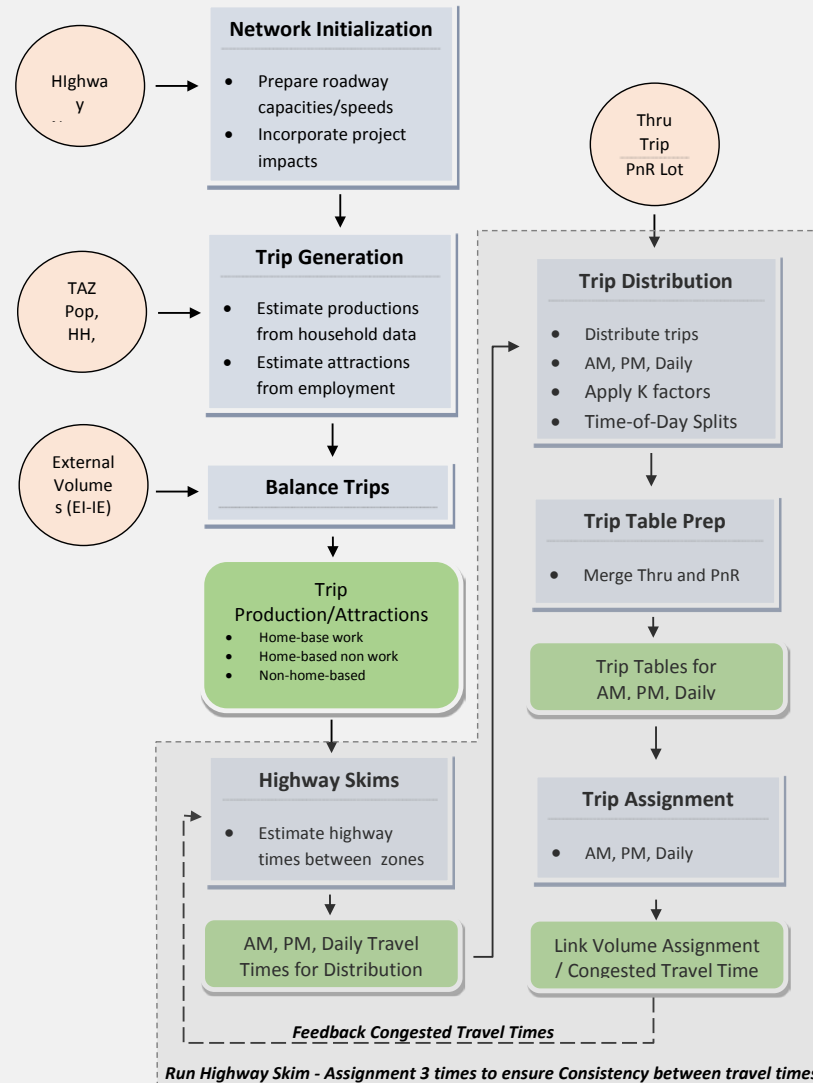 Network Initialization
• Prepare roadway
capacities/speeds
• Incorporate project
impacts
HIghwa
y
Trip Generation
• Estimate productions
from household data
• Estimate attractions
from employment
TAZ
Pop,
HH,
External
Volume
s (EI-IE)
Balance Trips
Trip
Production/Attractions
• Home-base work
• Home-based non work
• Non-home-based
Highway Skims
• Estimate highway
times between zones
AM, PM, Daily Travel
Times for Distribution
Thru
Trip
PnR Lot
Trip Distribution
• Distribute trips
• AM, PM, Daily
• Apply K factors
• Time-of-Day Splits
Trip Table Prep
• Merge Thru and PnR
Trip Tables for
AM, PM, Daily
Trip Assignment
• AM, PM, Daily
Link Volume Assignment
/ Congested Travel Time
Feedback Congested Travel Times
Run Highway Skim - Assignment 3 times to ensure Consistency between travel times